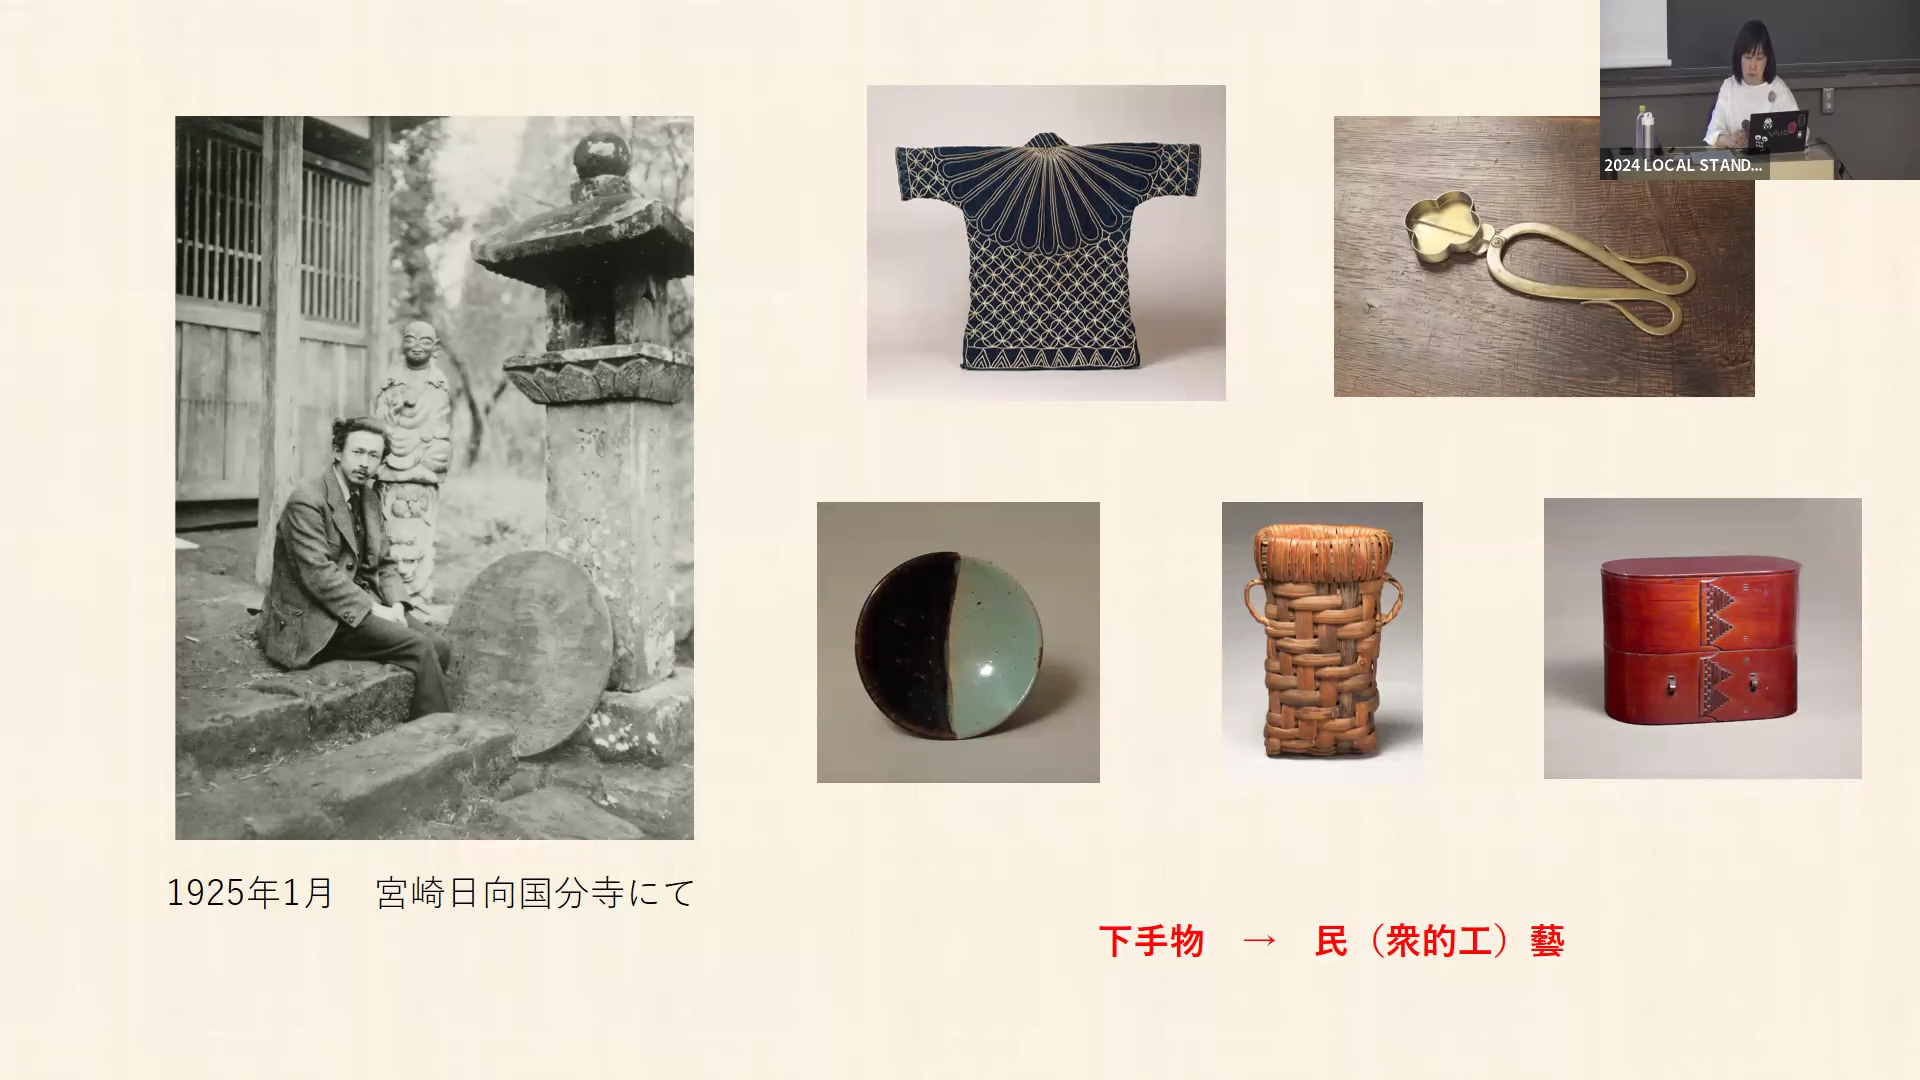 2024 LOCAL STAND...
VAIO
1925年1月　宮崎日向国分寺にて
下手物　→　民（衆的工）藝